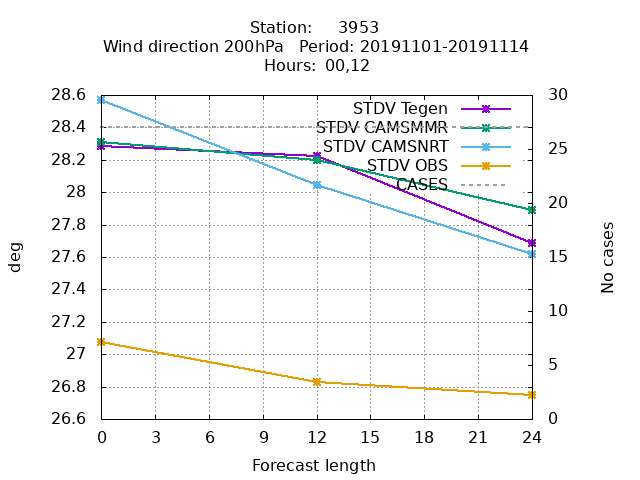 Station:     3953
Wind direction 200hPa   Period: 20191101-20191114
Hours: 00,12
28.6
28.4
28.2
28
27.8
27.6
27.4
27.2
27
26.8
26.6
deg
STDV Tegen
STDV CAMSMMR
STDV CAMSNRT
STDV OBS
CASES
30
25
20
15
10
5
0
No cases
0 3 6 9 12 15 18 21 24
Forecast length